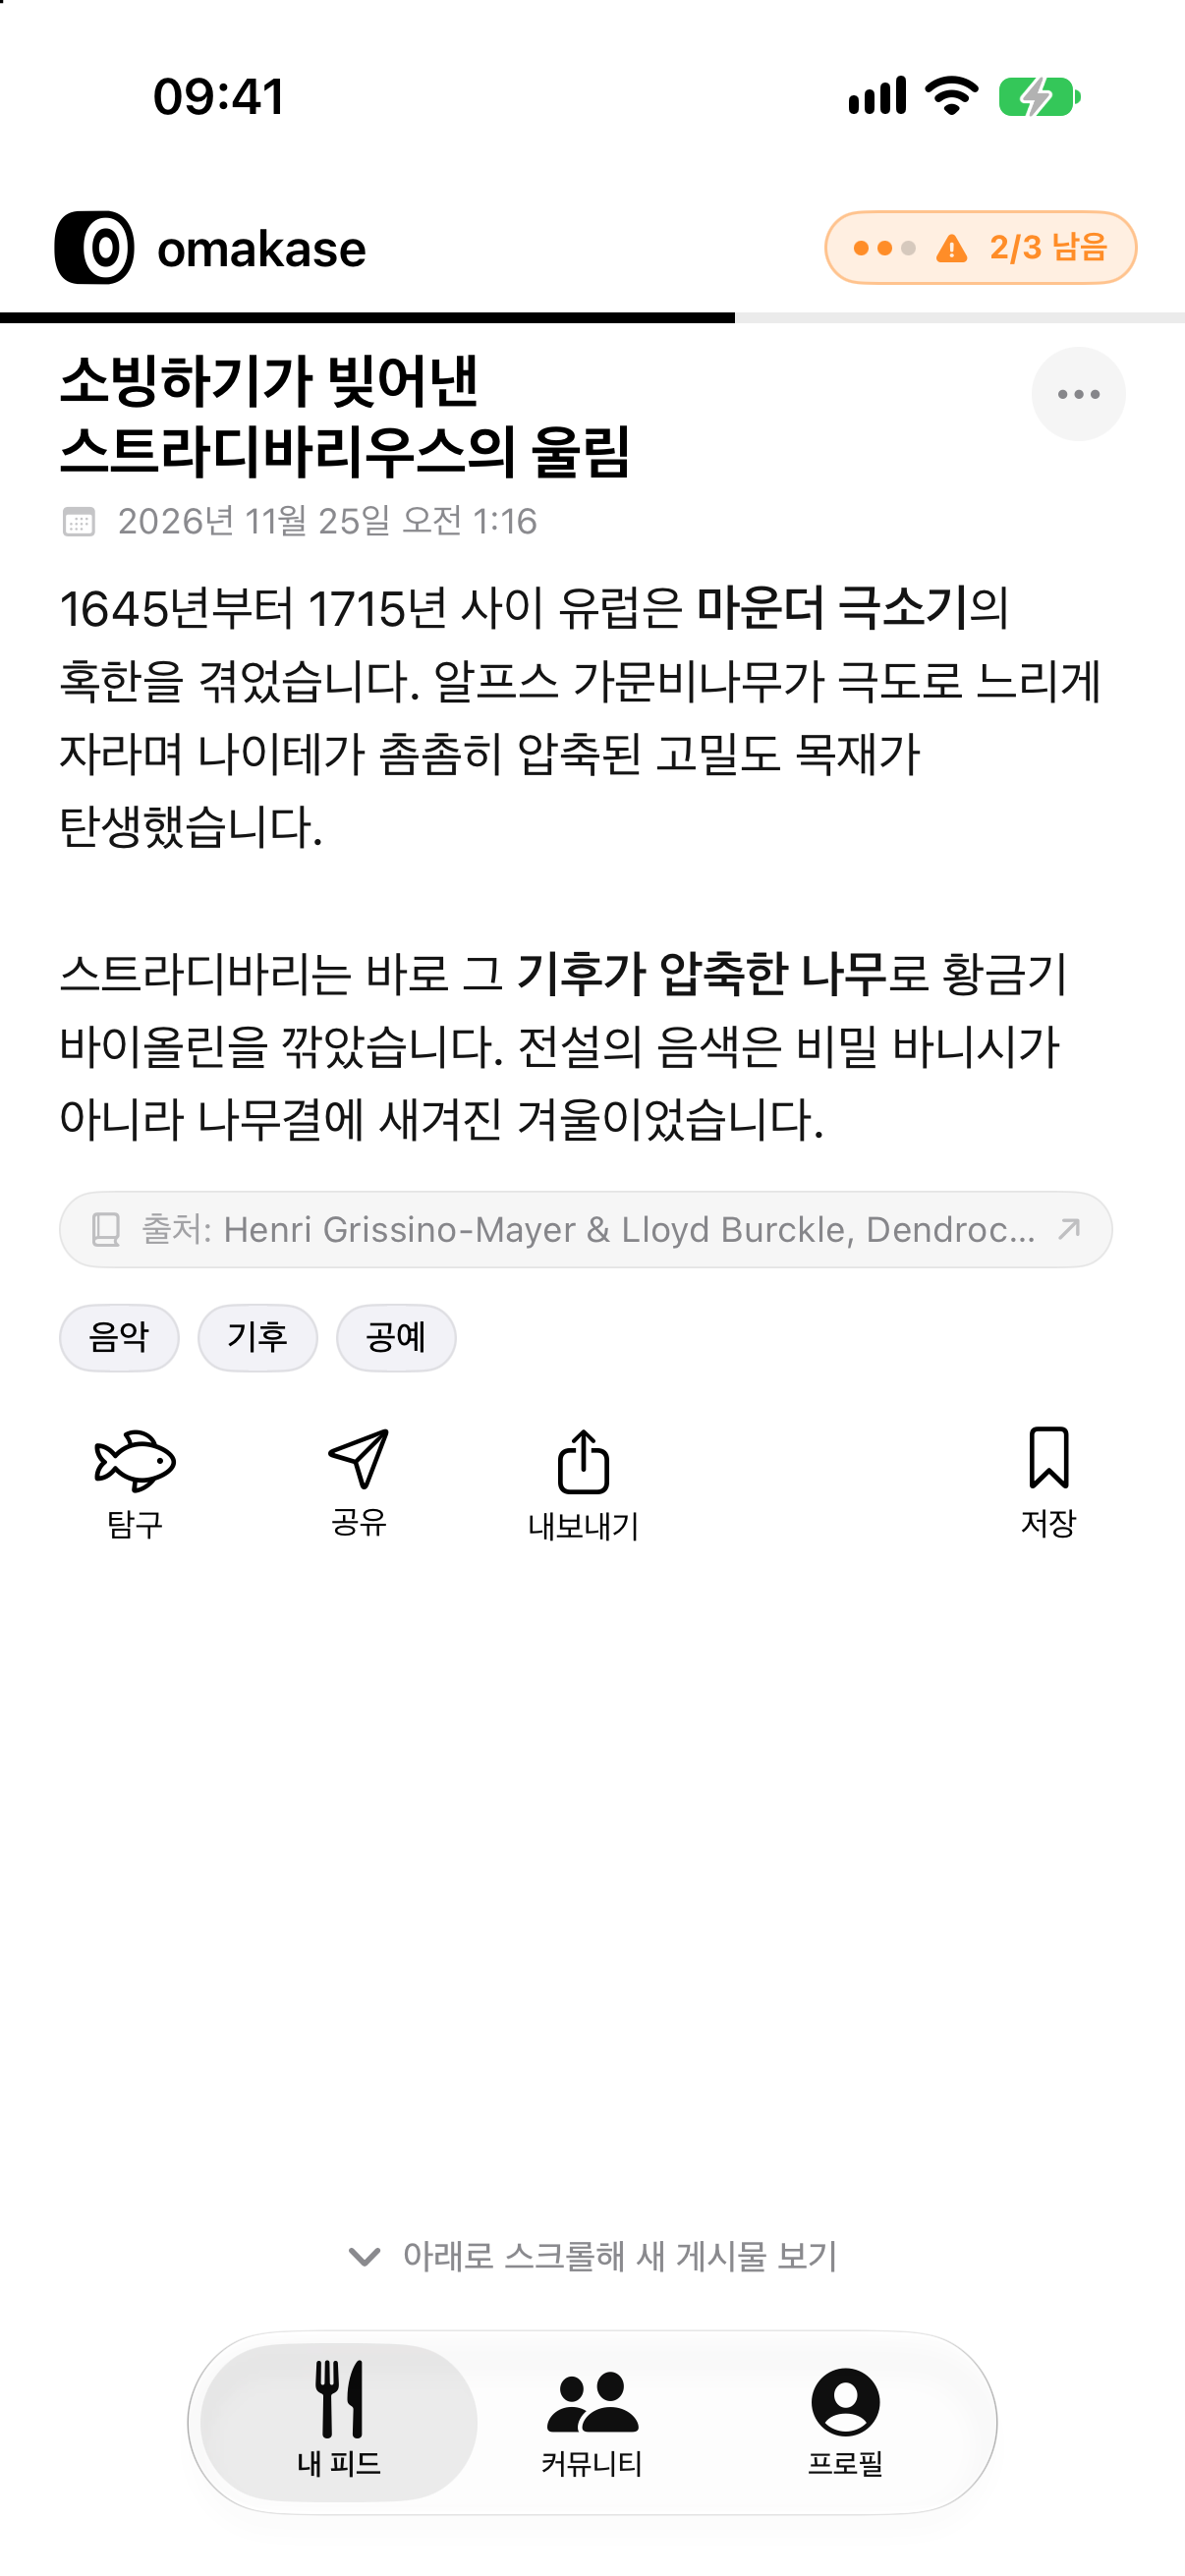 09:41
omakase
2/3 남음
소빙하기가 빚어낸
스트라디바리우스의 울림
2026년 11월 25일 오전 1:16
1645년부터 1715년 사이 유럽은 마운더 극소기의
혹한을 겪었습니다. 알프스 가문비나무가 극도로 느리게
자라며 나이테가 촘촘히 압축된 고밀도 목재가
탄생했습니다.
스트라디바리는 바로 그 기후가 압축한 나무로 황금기
바이올린을 깎았습니다. 전설의 음색은 비밀 바니시가
아니라 나무결에 새겨진 겨울이었습니다.
출처: Henri Grissino-Mayer & Lloyd Burckle, Dendroc...
음악 기후 공예
탐구 공유 내보내기 저장
아래로 스크롤해 새 게시물 보기
내 피드 커뮤니티 프로필